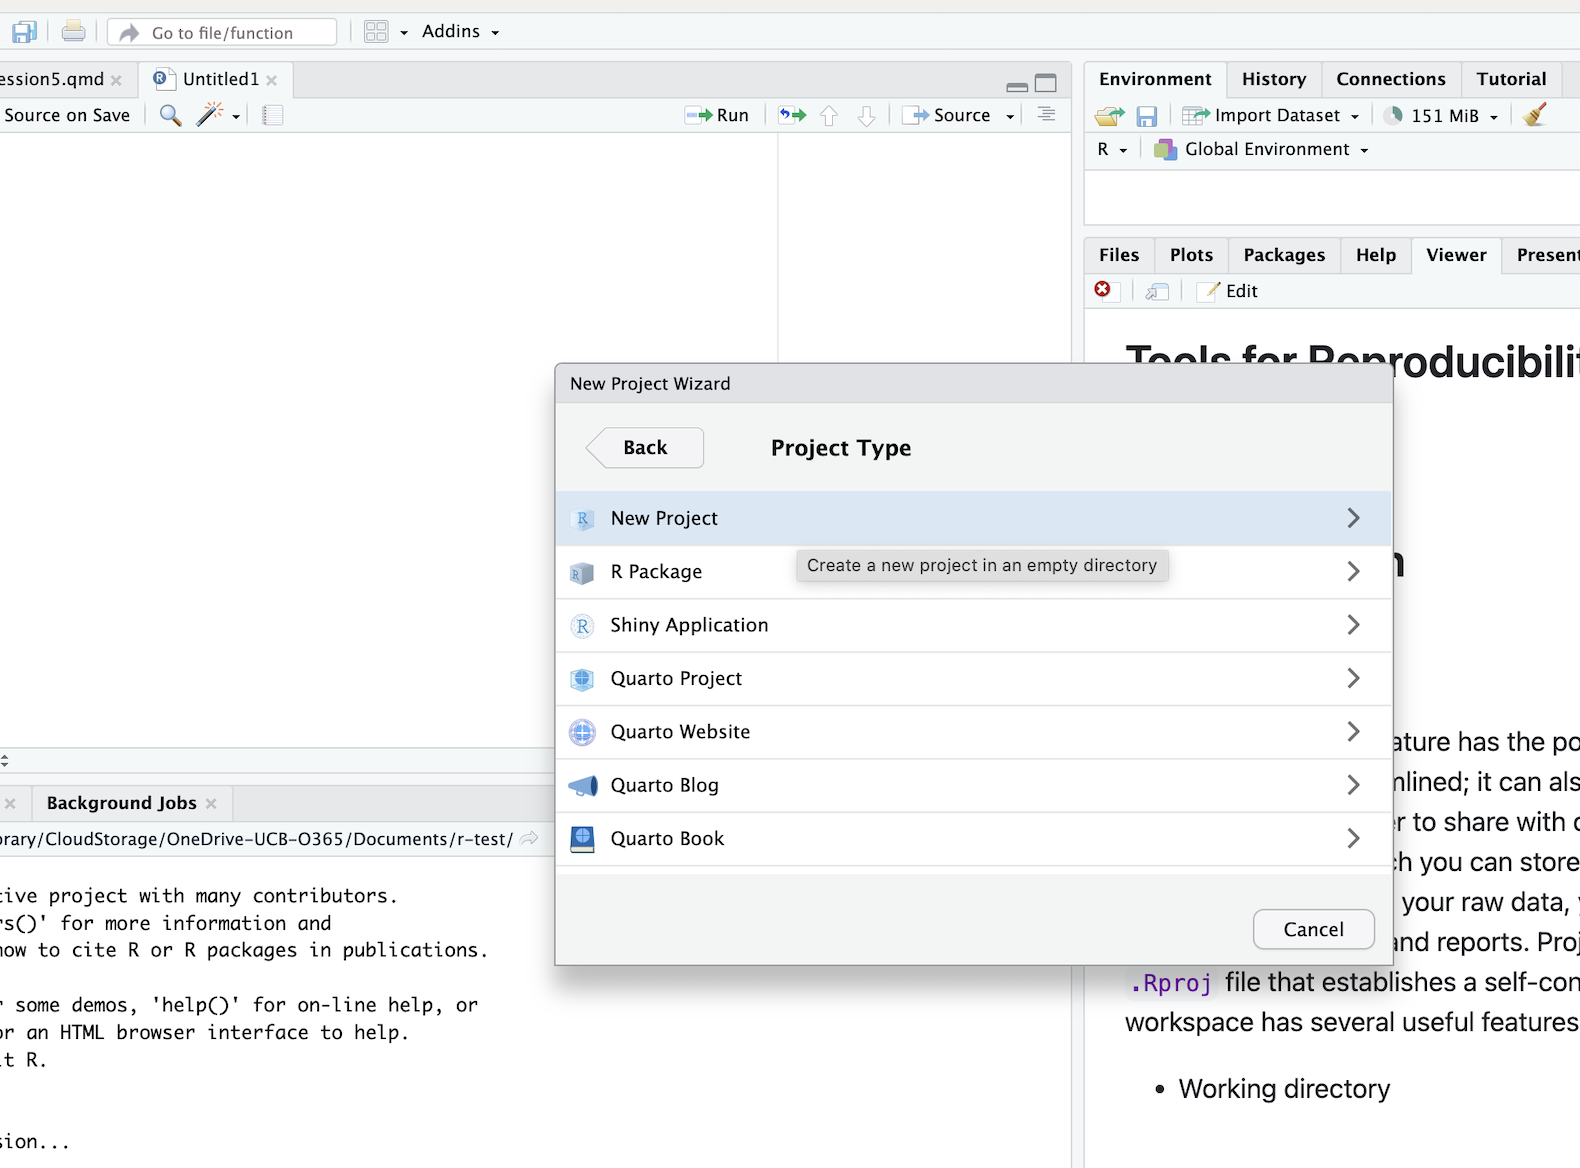 Go to file/function
Addins
ession5.qmd
Untitled1
Source on Save
Run
Source
Environment
History
Connections
Tutorial
Import Dataset
151 MiB
R
Global Environment
Files
Plots
Packages
Help
Viewer
Present
Edit
Tools for Reproducibilit
New Project Wizard
Back
Project Type
New Project
Create a new project in an empty directory
R Package
Shiny Application
Quarto Project
Quarto Website
Quarto Blog
Quarto Book
Cancel
ature has the po
nlined; it can als
er to share with c
ch you can store
your raw data, y
and reports. Proj
.Rproj file that establishes a self-con
workspace has several useful features
• Working directory
Background Jobs
brary/CloudStorage/OneDrive-UCB-O365/Documents/r-test/
tive project with many contributors.
rs()' for more information and
how to cite R or R packages in publications.
r some demos, 'help()' for on-line help, or
or an HTML browser interface to help.
it R.
sion...